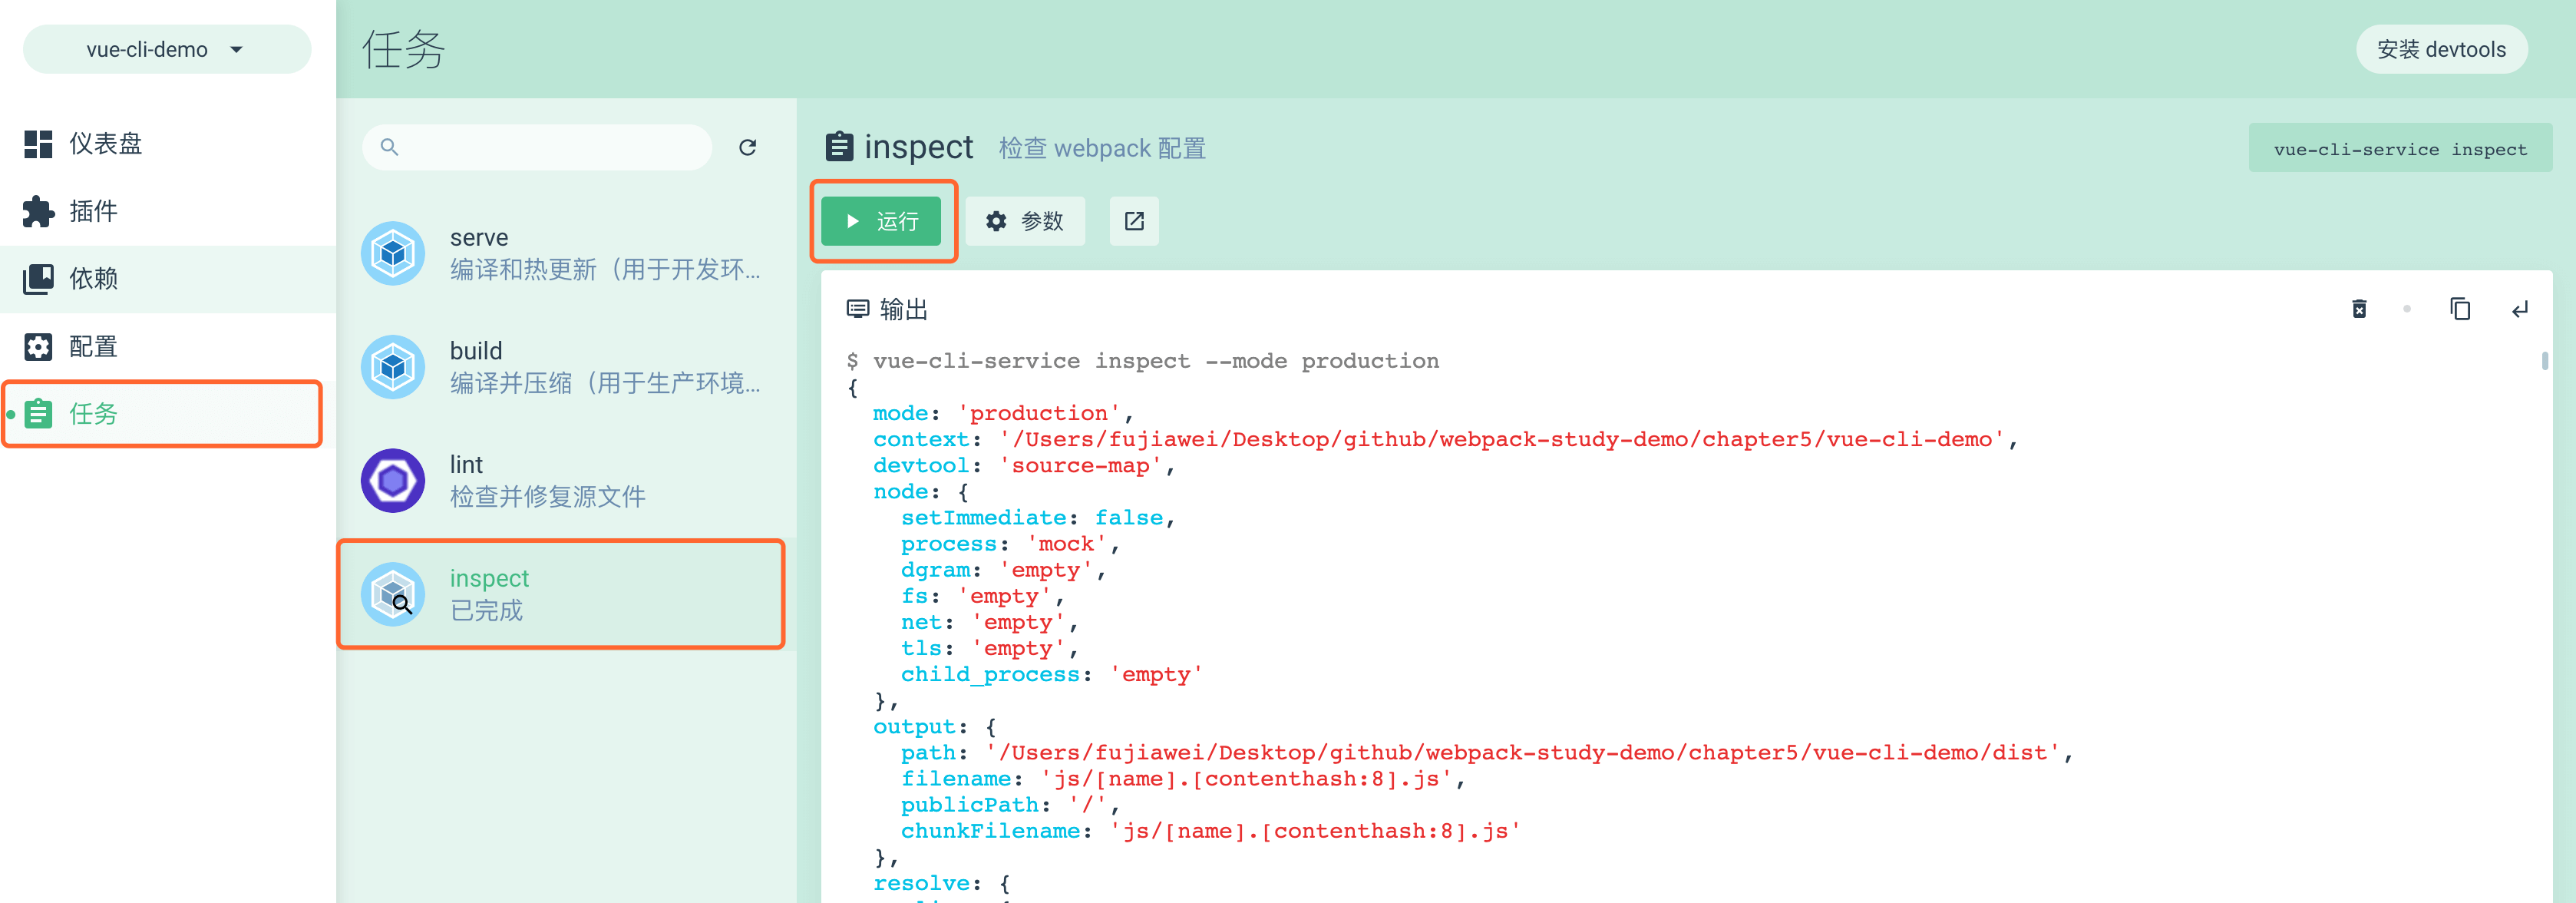 vue-cli-demo
仪表盘
插件
依赖
配置
任务
任务
安装 devtools
serve
编译和热更新（用于开发环...
build
编译并压缩（用于生产环境...
lint
检查并修复源文件
inspect
已完成
inspect 检查 webpack 配置
vue-cli-service inspect
运行
参数
输出
$ vue-cli-service inspect --mode production
{
  mode: 'production',
  context: '/Users/fujiawei/Desktop/github/webpack-study-demo/chapter5/vue-cli-demo',
  devtool: 'source-map',
  node: {
    setImmediate: false,
    process: 'mock',
    dgram: 'empty',
    fs: 'empty',
    net: 'empty',
    tls: 'empty',
    child_process: 'empty'
  },
  output: {
    path: '/Users/fujiawei/Desktop/github/webpack-study-demo/chapter5/vue-cli-demo/dist',
    filename: 'js/[name].[contenthash:8].js',
    publicPath: '/',
    chunkFilename: 'js/[name].[contenthash:8].js'
  },
  resolve: {